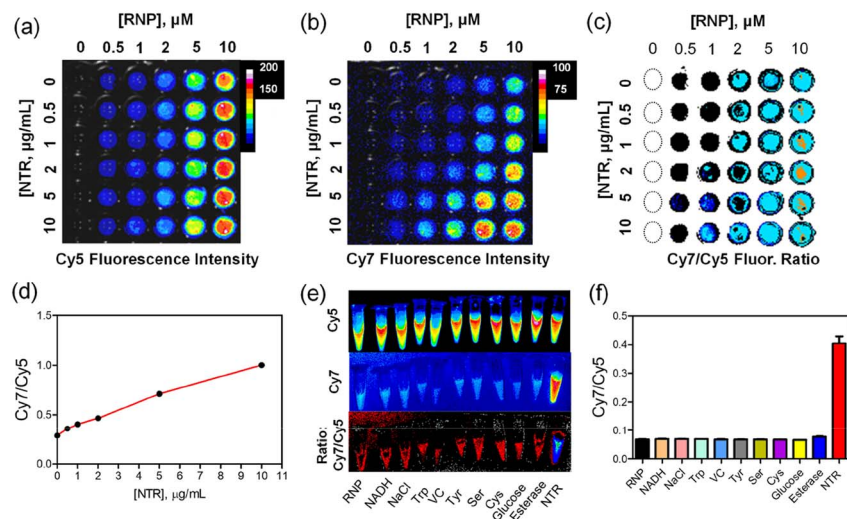 (a)
[RNP], µM
0 0.5 1 2 5 10
[NTR, µg/mL]
0
0.5
1
2
5
10
200
150
Cy5 Fluorescence Intensity
(b)
[RNP], µM
0 0.5 1 2 5 10
[NTR, µg/mL]
0
0.5
1
2
5
10
100
75
Cy7 Fluorescence Intensity
(c)
[RNP], µM
0 0.5 1 2 5 10
[NTR, µg/mL]
0
0.5
1
2
5
10
Cy7/Cy5 Fluor. Ratio
(d)
Cy7/Cy5
1.5
1.0
0.5
0.0
0 1 2 3 4 5 6 7 8 9 10 11
[NTR], µg/mL
(e)
Cy5
Cy7
Ratio:
Cy7/Cy5
RNP
NADH
NaCl
Trp
VC
Tyr
Ser
Cys
Glucose
Esterase
NTR
(f)
Cy7/Cy5
0.5
0.4
0.3
0.2
0.1
0.0
RNP
NADH
NaCl
Trp
VC
Tyr
Ser
Cys
Glucose
Esterase
NTR